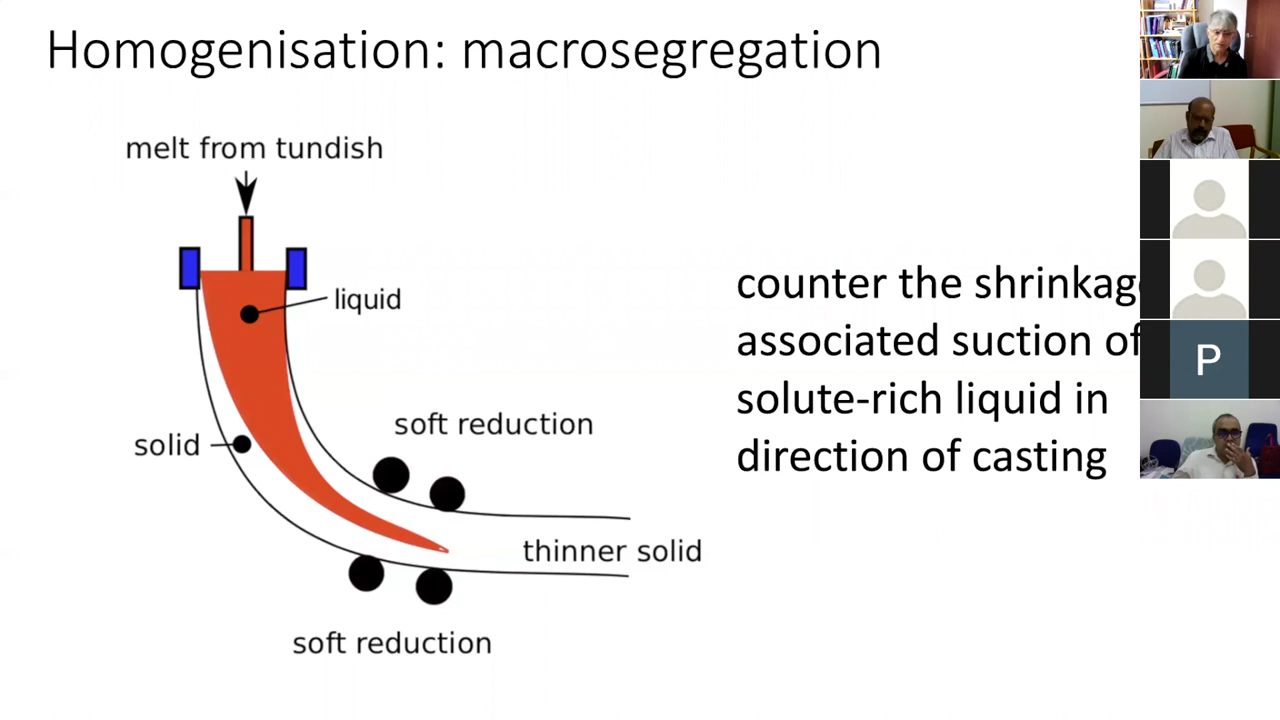 Homogenisation: macrosegregation
melt from tundish
liquid
counter the shrinkage
associated suction of
solute-rich liquid in
direction of casting
soft reduction
solid
thinner solid
soft reduction
P